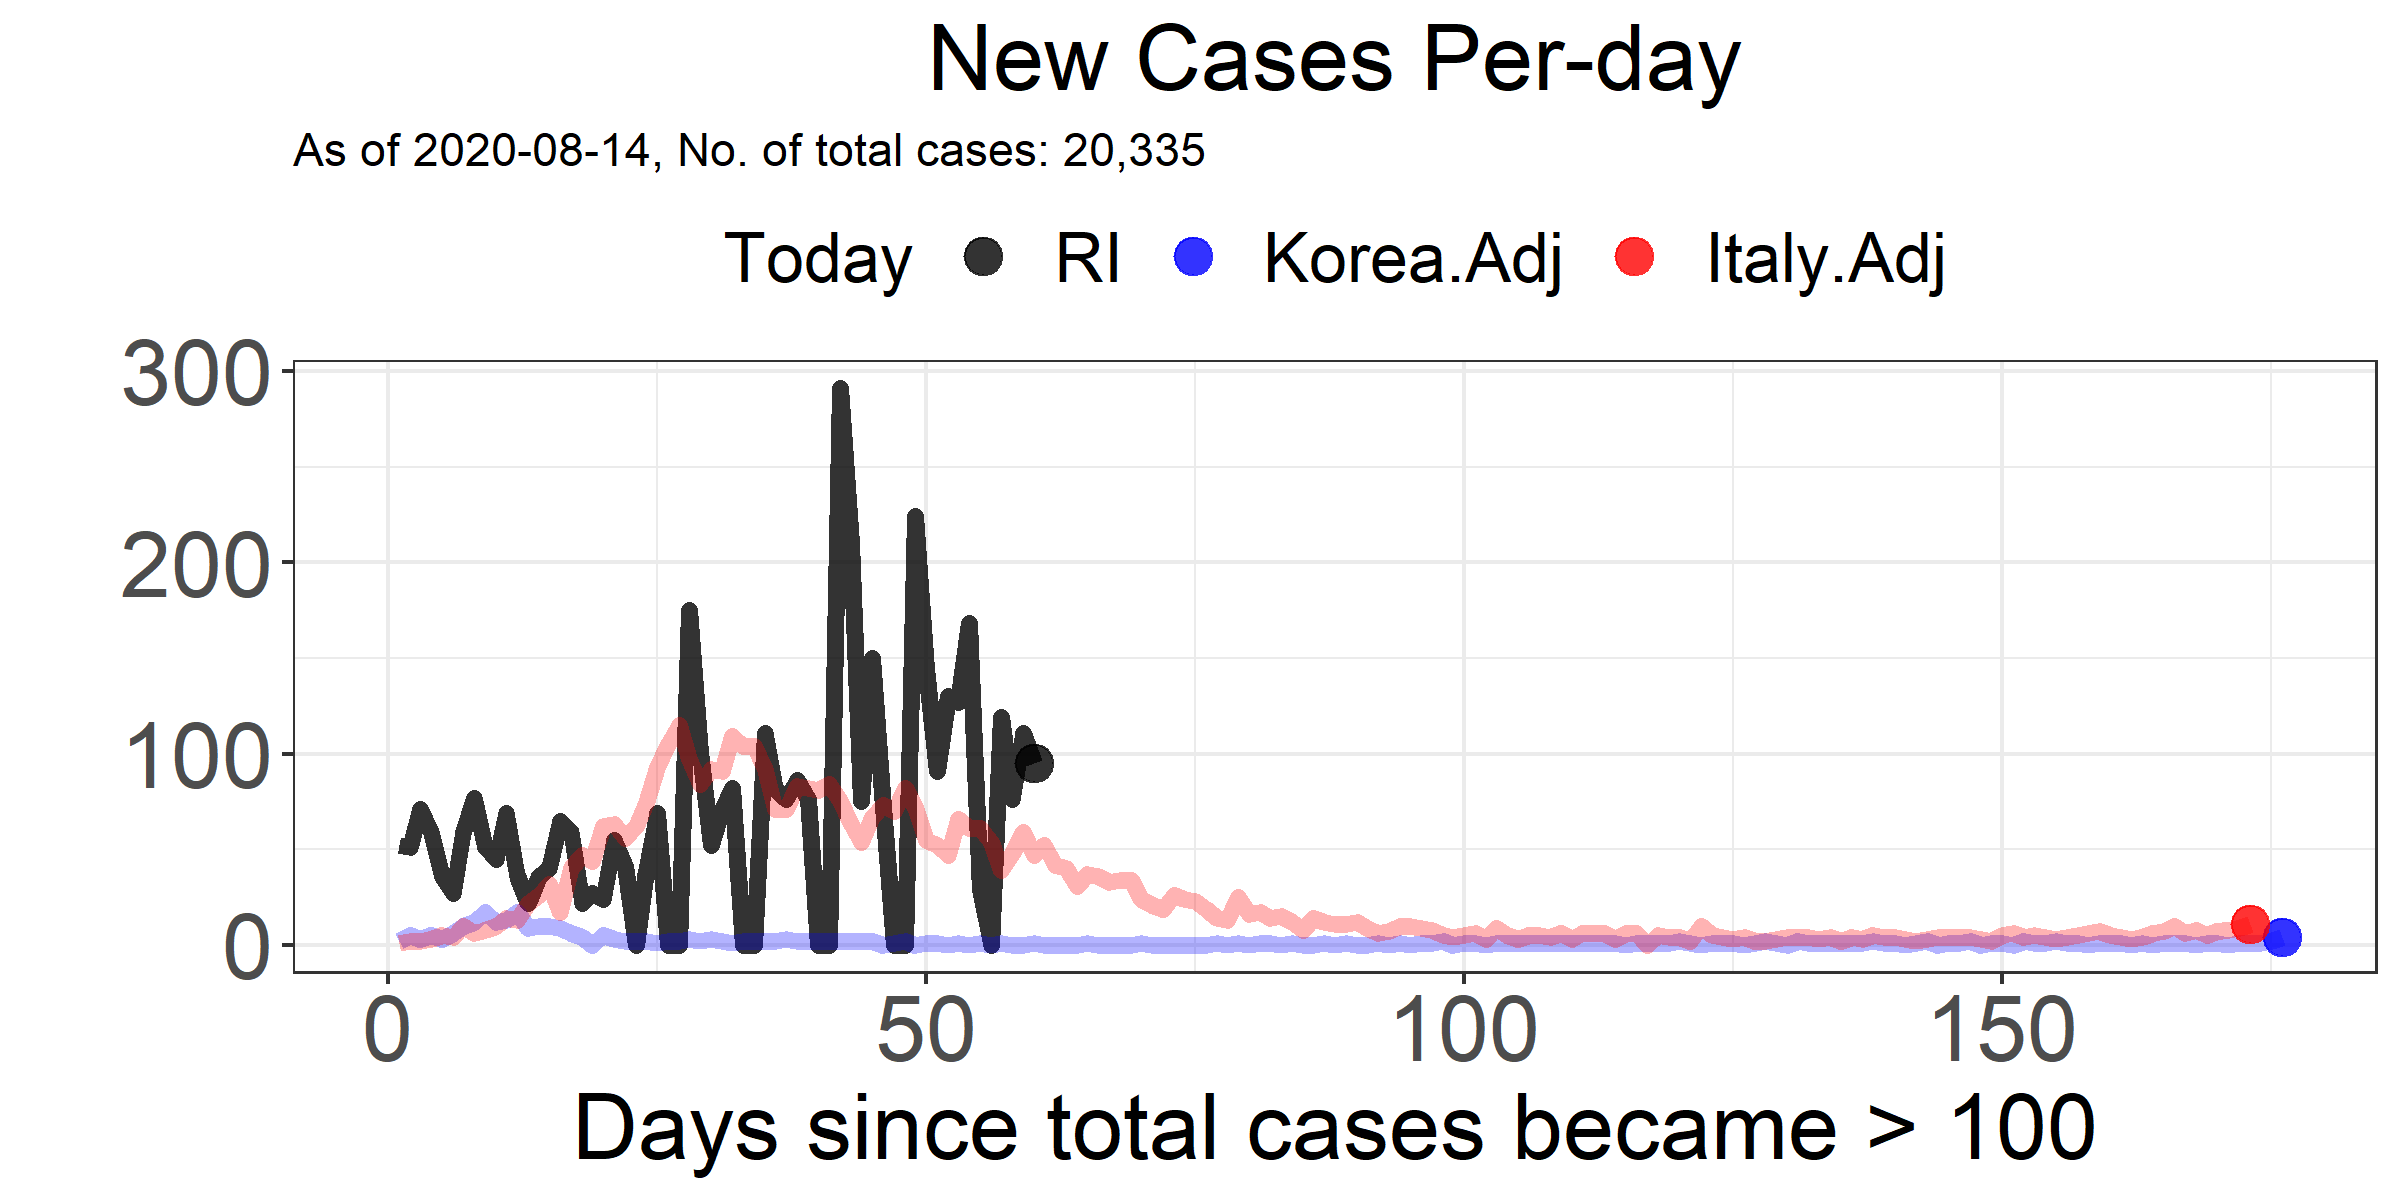 New Cases Per-day
As of 2020-08-14, No. of total cases: 20,335
Today RI Korea.Adj Italy.Adj
300
200
100
0
0 50 100 150
Days since total cases became > 100